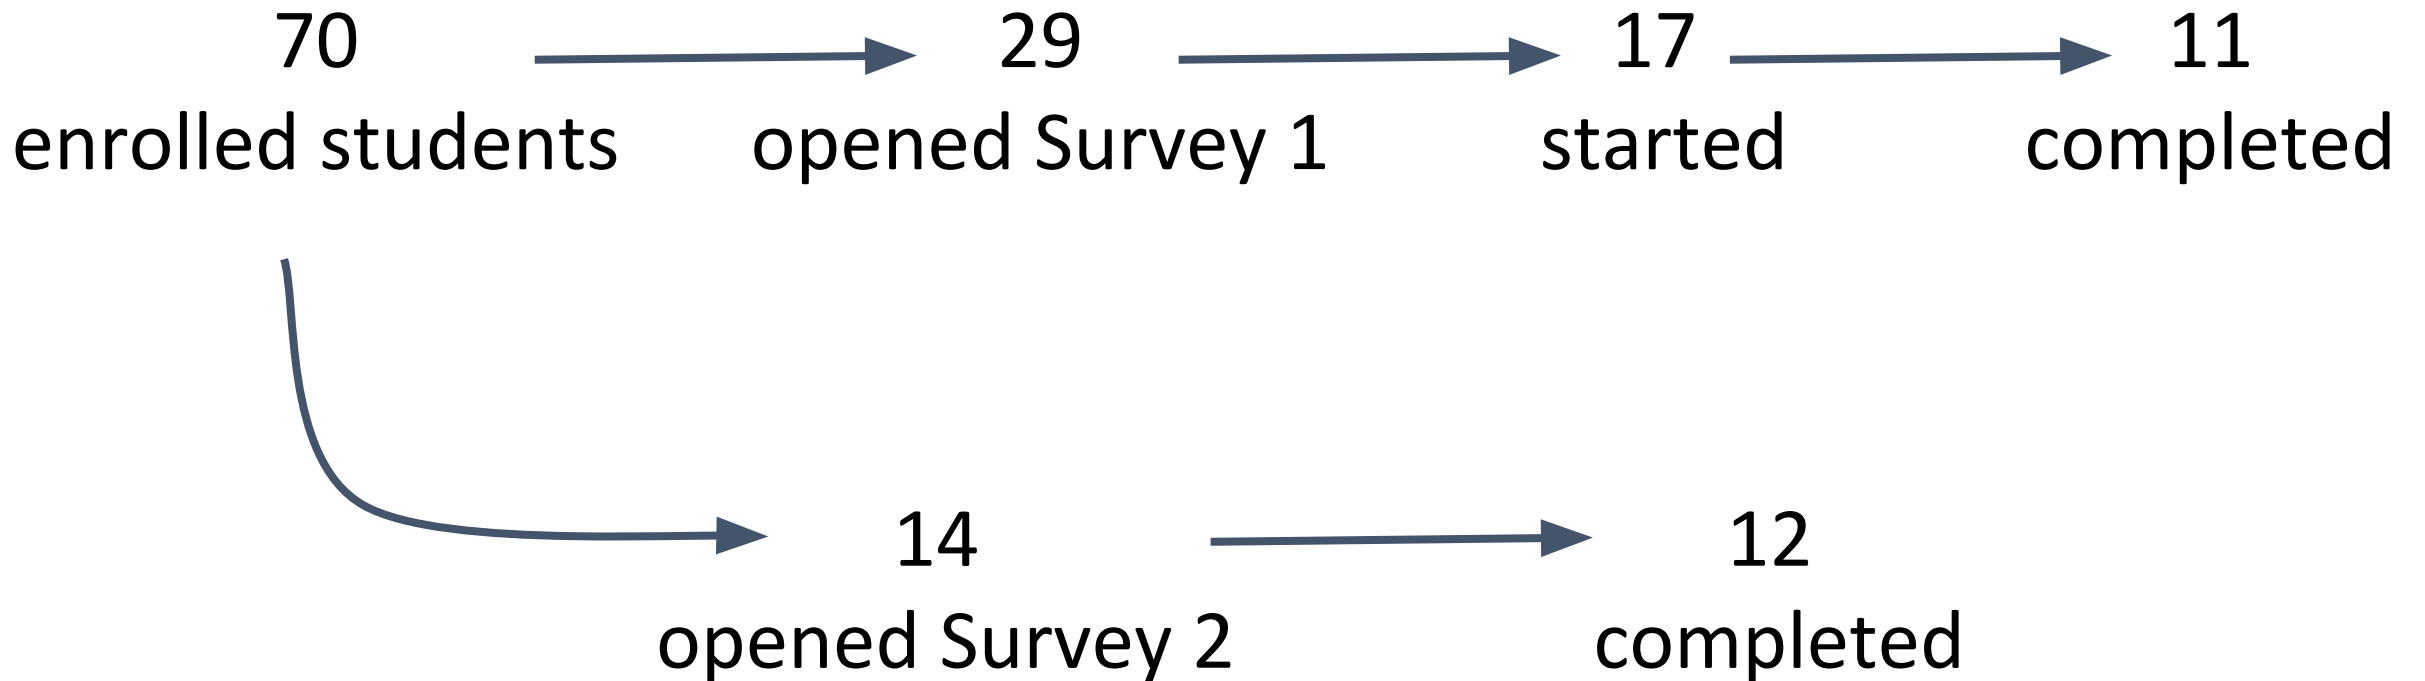 70
enrolled students
29
opened Survey 1
17
started
11
completed
14
opened Survey 2
12
completed